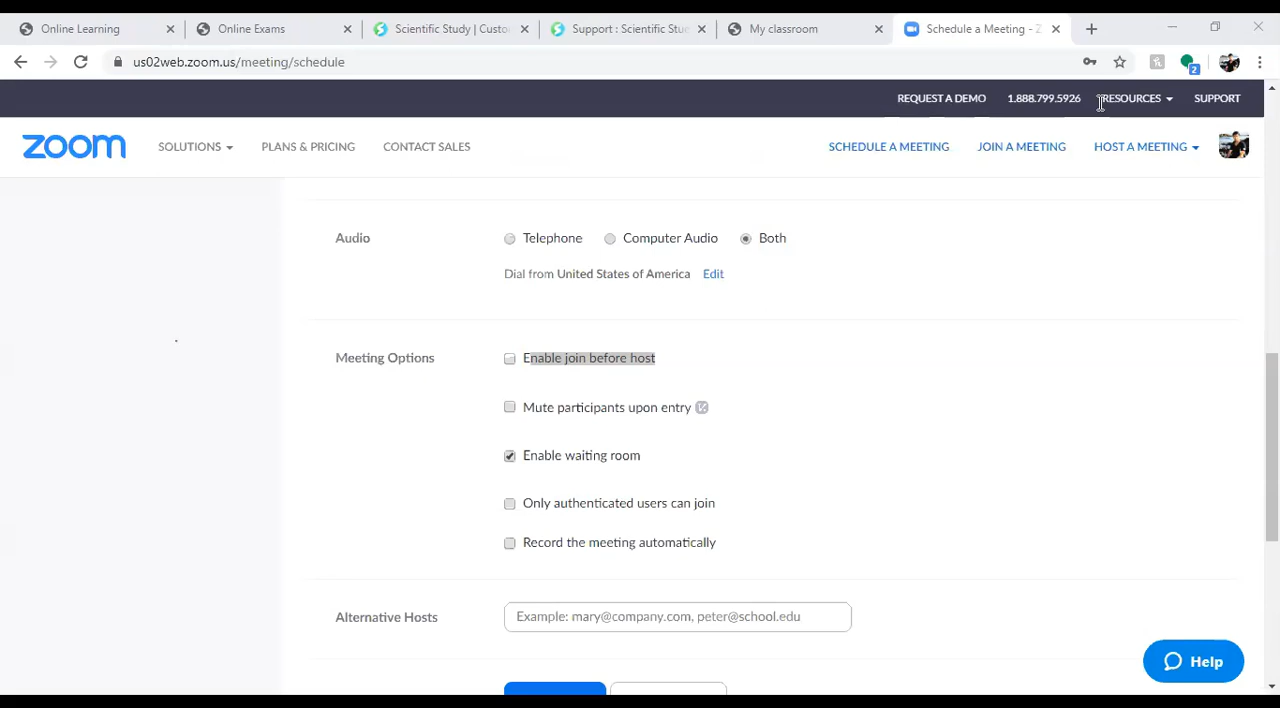 Online Learning
Online Exams
Scientific Study | Custo
Support : Scientific Stu
My classroom
Schedule a Meeting - Z
us02web.zoom.us/meeting/schedule
2
REQUEST A DEMO 1.888.799.5926 RESOURCES SUPPORT
zoom SOLUTIONS PLANS & PRICING CONTACT SALES SCHEDULE A MEETING JOIN A MEETING HOST A MEETING
Audio Telephone Computer Audio Both
Dial from United States of America Edit
Meeting Options Enable join before host
Mute participants upon entry
Enable waiting room
Only authenticated users can join
Record the meeting automatically
Alternative Hosts Example: mary@company.com, peter@school.edu
Help